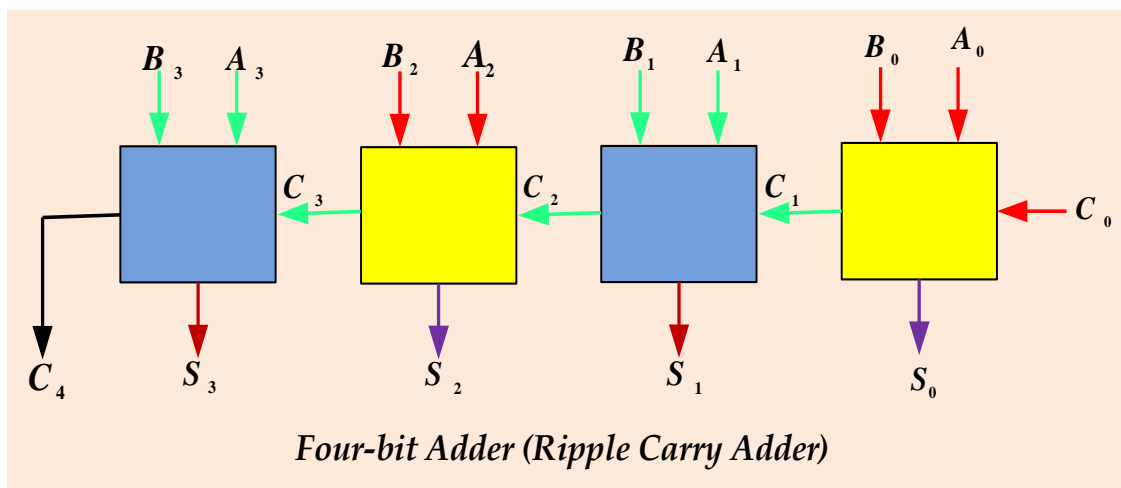 B₃ A₃ B₂ A₂ B₁ A₁ B₀ A₀
C₃ C₂ C₁ C₀
C₄ S₃ S₂ S₁ S₀
Four-bit Adder (Ripple Carry Adder)